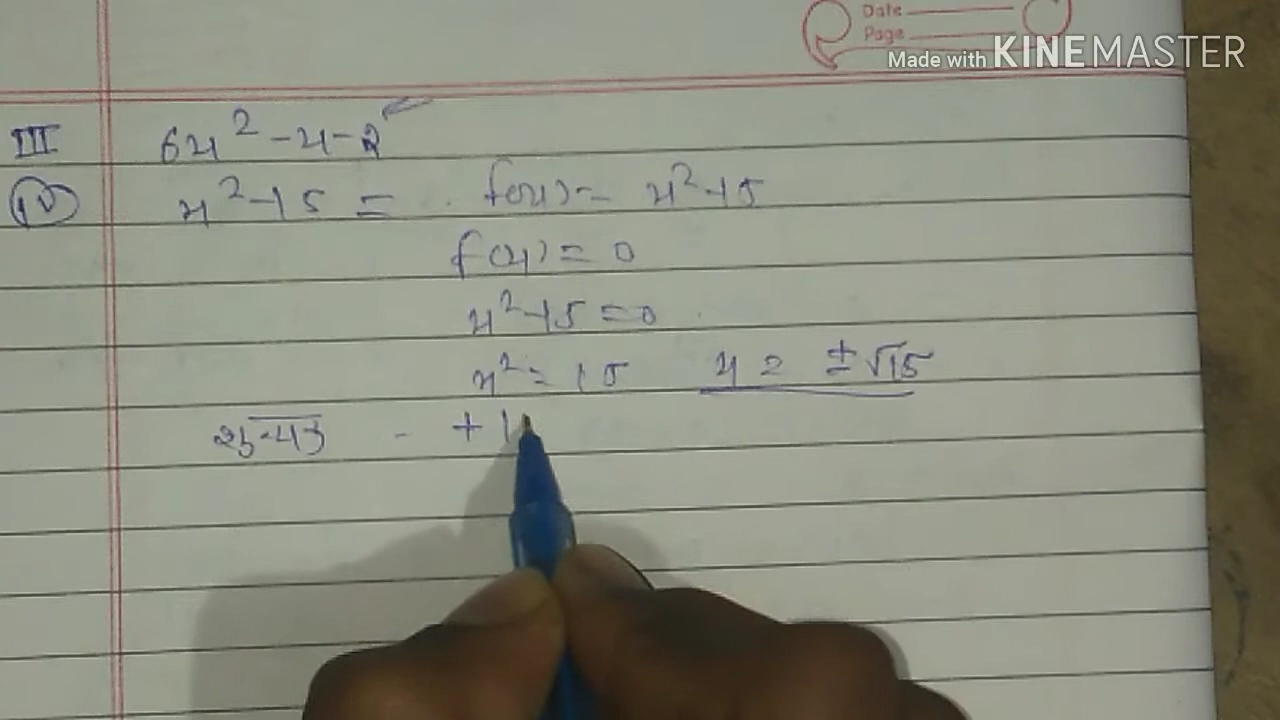 Date
Page
Made with KINEMASTER
III 6x² - x - 2
(IV) x² - 15 = f(x) = x² - 15
f(x) = 0
x² - 15 = 0
x² = 15 x = ± √15
शून्यक - +